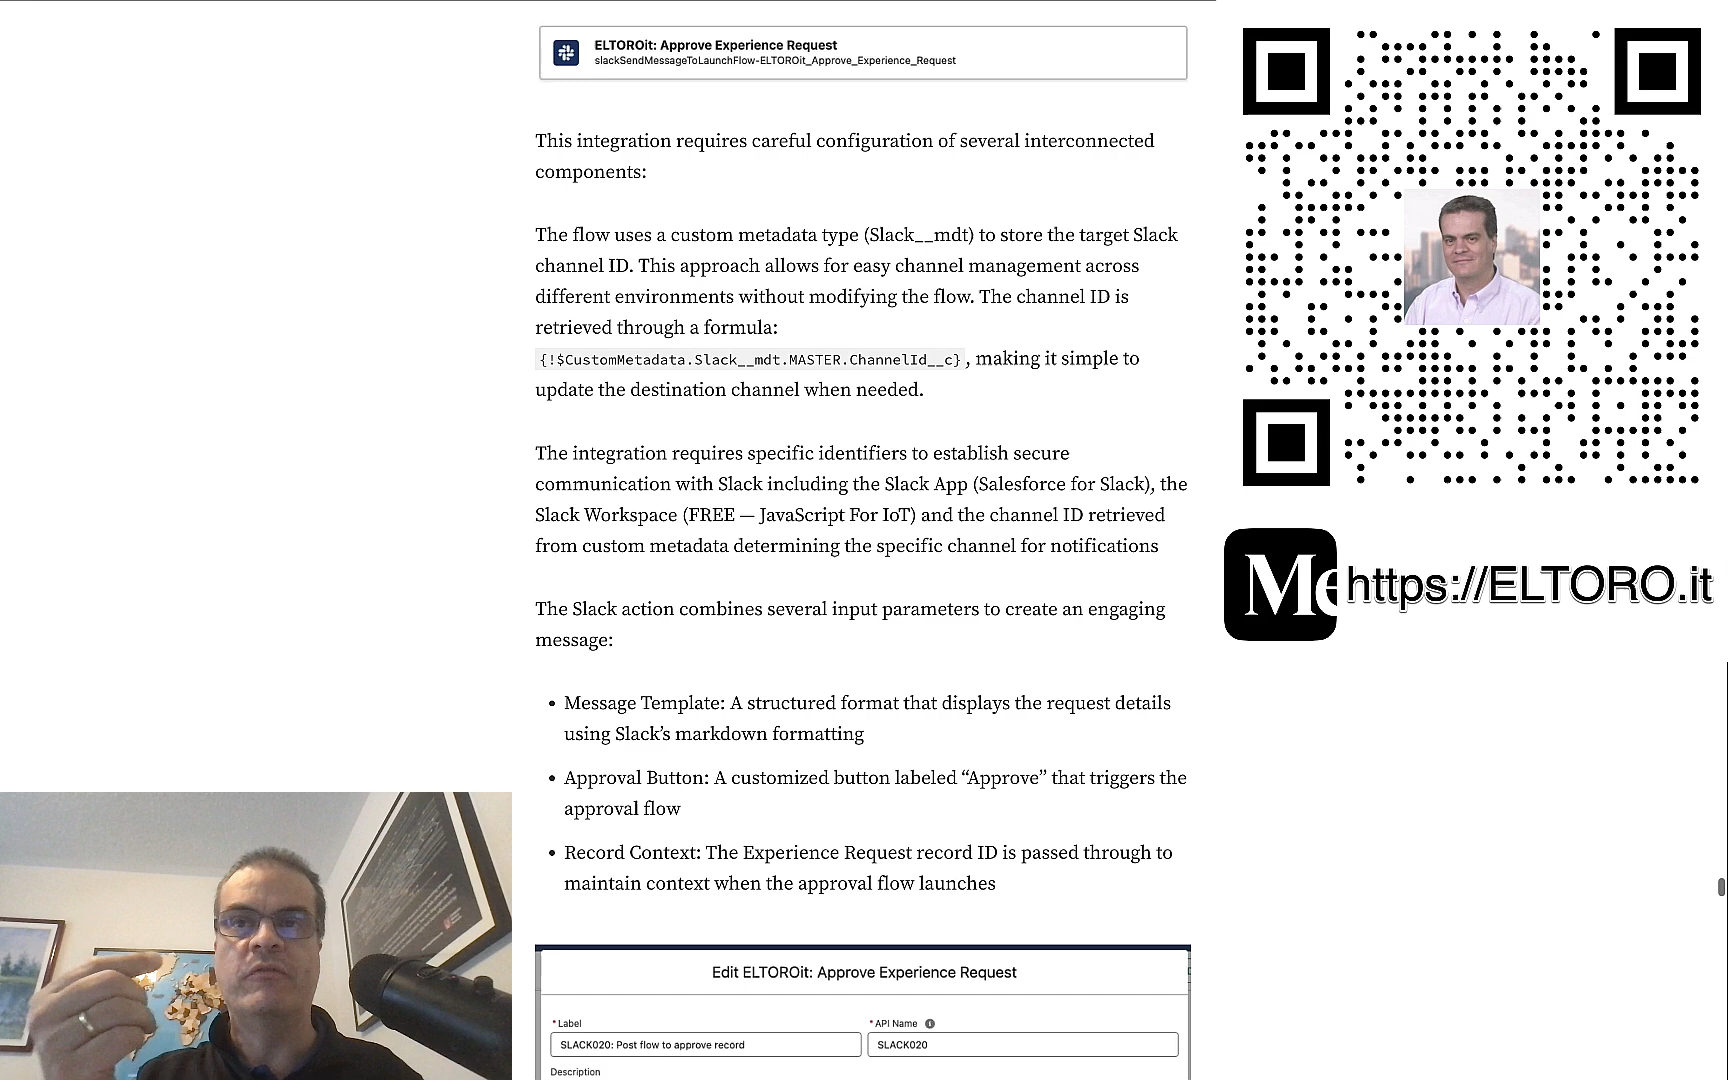 ELTOROit: Approve Experience Request
slackSendMessageToLaunchFlow-ELTOROit_Approve_Experience_Request
This integration requires careful configuration of several interconnected
components:
The flow uses a custom metadata type (Slack__mdt) to store the target Slack
channel ID. This approach allows for easy channel management across
different environments without modifying the flow. The channel ID is
retrieved through a formula:
{!$CustomMetadata.Slack__mdt.MASTER.ChannelId__c}, making it simple to
update the destination channel when needed.
The integration requires specific identifiers to establish secure
communication with Slack including the Slack App (Salesforce for Slack), the
Slack Workspace (FREE — JavaScript For IoT) and the channel ID retrieved
from custom metadata determining the specific channel for notifications
The Slack action combines several input parameters to create an engaging
message:
• Message Template: A structured format that displays the request details
using Slack’s markdown formatting
• Approval Button: A customized button labeled “Approve” that triggers the
approval flow
• Record Context: The Experience Request record ID is passed through to
maintain context when the approval flow launches
Edit ELTOROit: Approve Experience Request
* Label
* API Name
SLACK020: Post flow to approve record
SLACK020
Description
Me
https://ELTORO.it